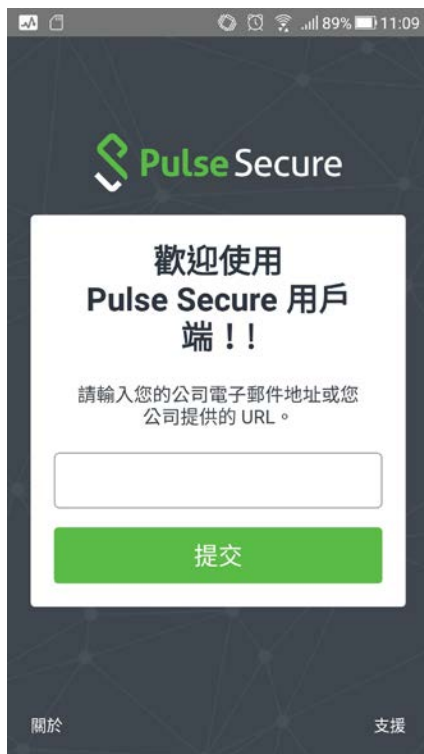 89% 11:09
Pulse Secure
歡迎使用
Pulse Secure 用戶
端！!
請輸入您的公司電子郵件地址或您
公司提供的 URL。
提交
關於
支援